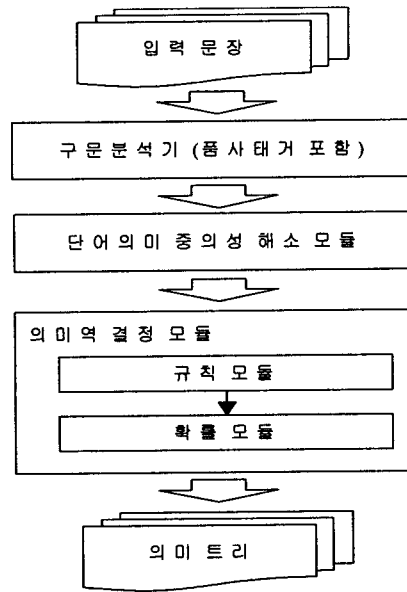 입력 문장
구문분석기 (품사태거 포함)
단어의미 중의성 해소 모듈
의미역 결정 모듈
규칙 모듈
확률 모듈
의미 트리